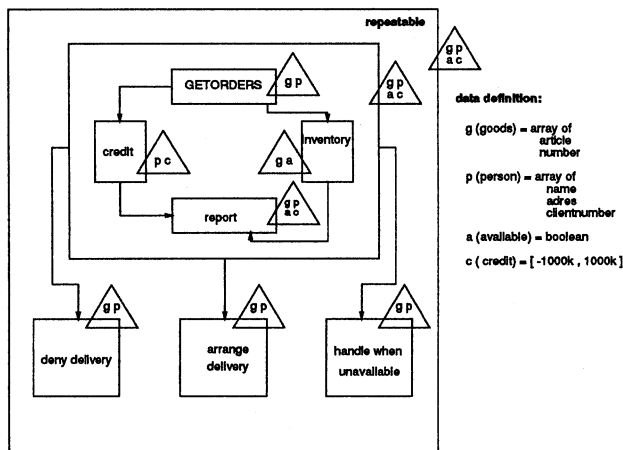 repeatable
g p
a c
GETORDERS
g p
g p
a c
credit
p c
g a
inventory
report
g p
a c
g p
deny delivery
g p
arrange
delivery
g p
handle when
unavailable
data definition:
g (goods) = array of
article
number
p (person) = array of
name
adres
clientnumber
a (available) = boolean
c ( credit) = [ -1000k , 1000k ]